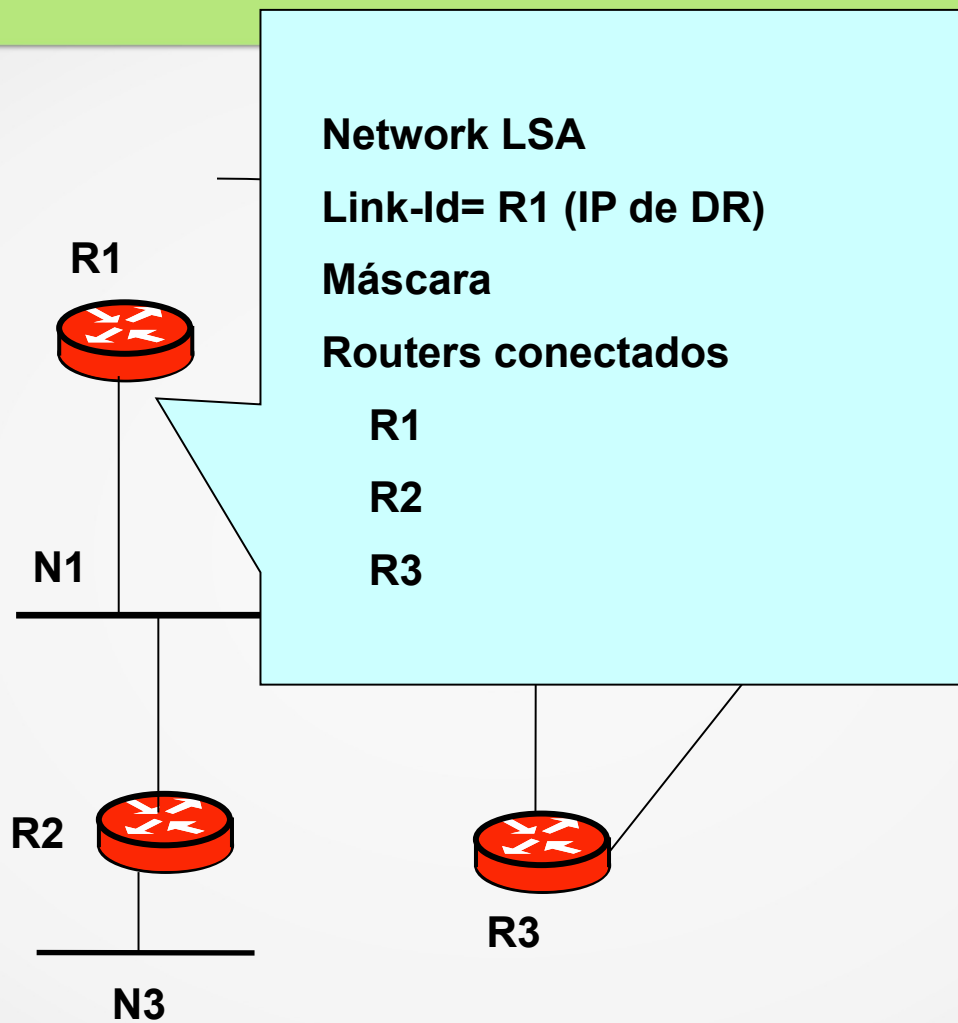 Network LSA
Link-Id= R1 (IP de DR)
Máscara
Routers conectados
R1
R2
R3
R1
N1
R2
R3
N3